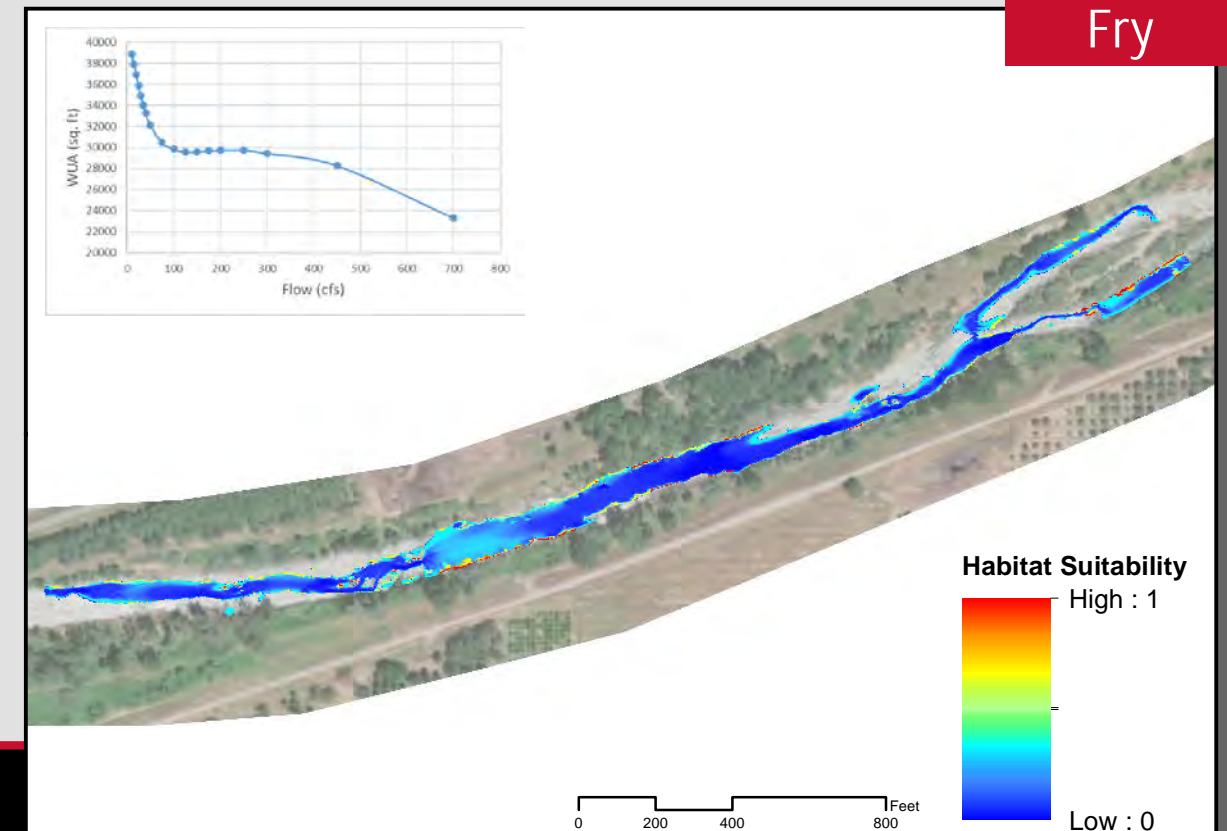 Fry
40000
38000
36000
34000
32000
30000
28000
26000
24000
22000
20000
WUA (sq. ft)
0 100 200 300 400 500 600 700 800
Flow (cfs)
Habitat Suitability
High : 1
Low : 0
Feet
0 200 400 800